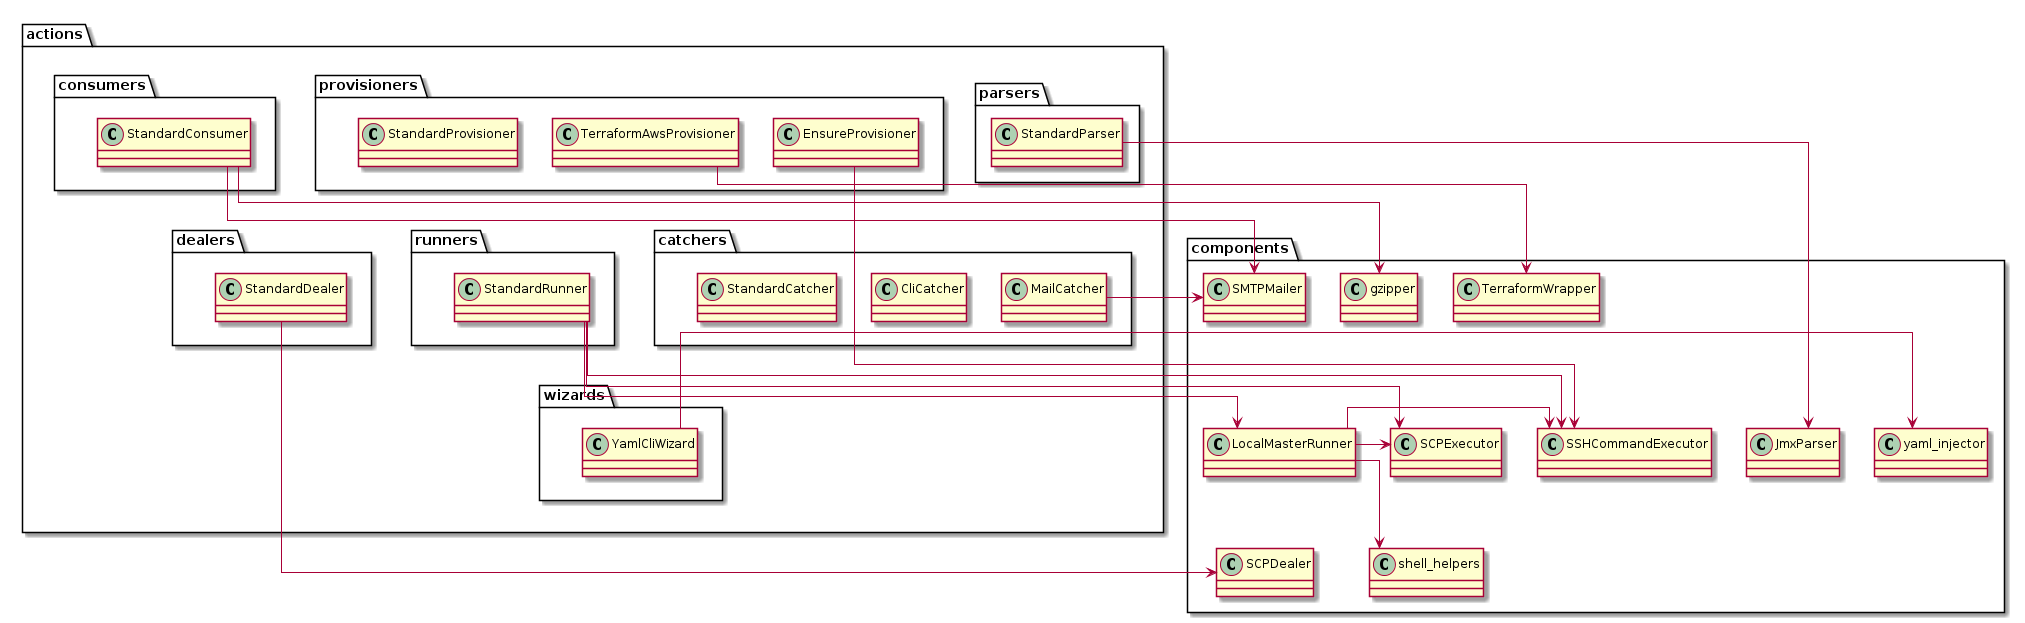 actions
consumers
provisioners
parsers
C StandardConsumer
C StandardProvisioner
C TerraformAwsProvisioner
C EnsureProvisioner
C StandardParser
dealers
runners
catchers
components
C StandardDealer
C StandardRunner
C StandardCatcher
C CliCatcher
C MailCatcher
C SMTPMailer
C gzipper
C TerraformWrapper
wizards
C YamlCliWizard
C LocalMasterRunner
C SCPExecutor
C SSHCommandExecutor
C JmxParser
C yaml_injector
C SCPDealer
C shell_helpers